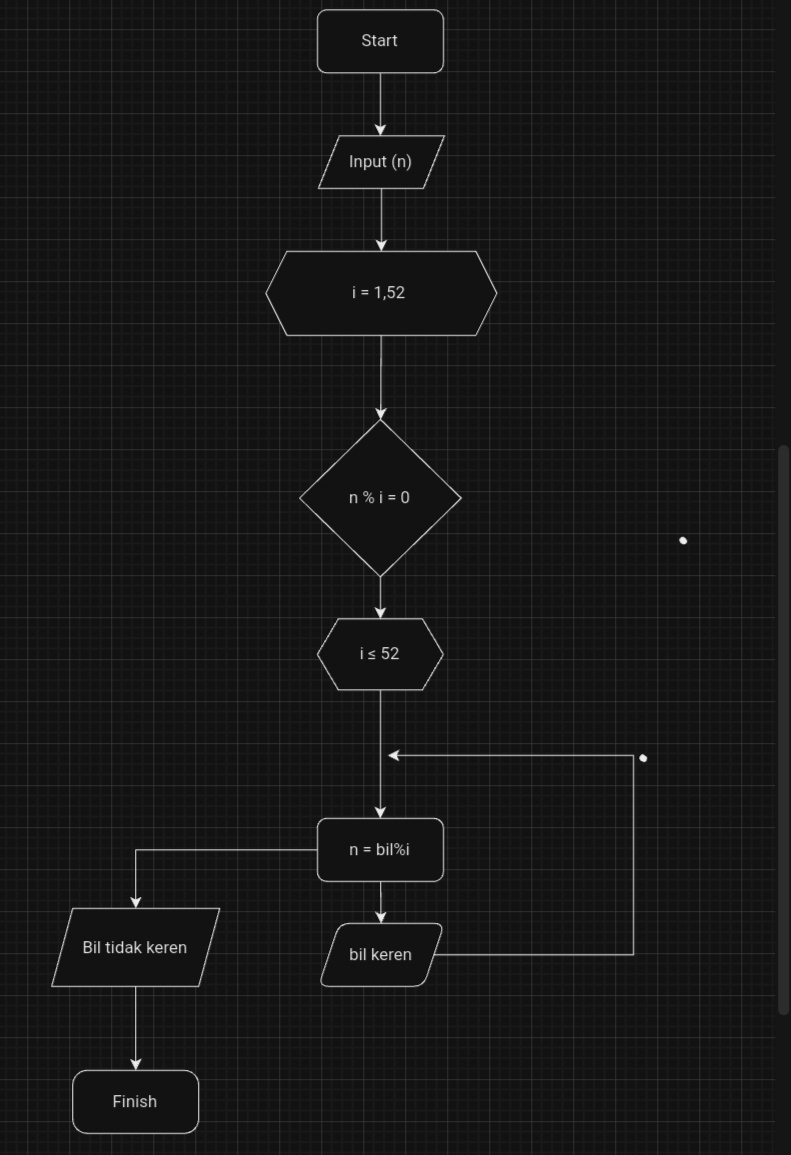 Start
Input (n)
i = 1,52
n % i = 0
i ≤ 52
n = bil%i
Bil tidak keren
bil keren
Finish